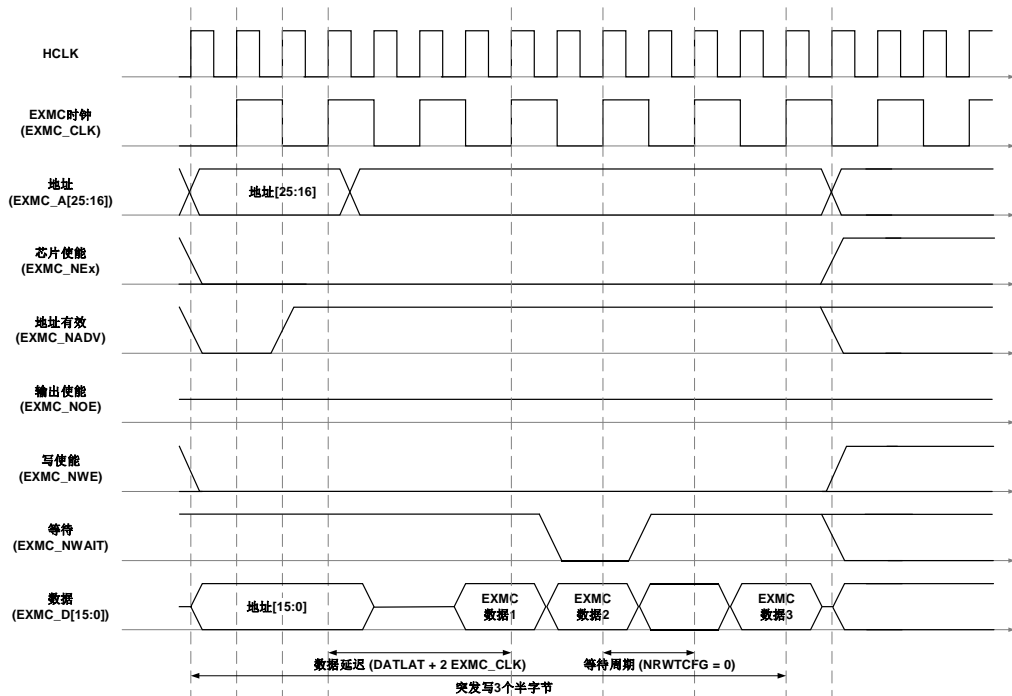 HCLK
EXMC时钟
(EXMC_CLK)
地址
(EXMC_A[25:16])
地址[25:16]
芯片使能
(EXMC_NEx)
地址有效
(EXMC_NADV)
输出使能
(EXMC_NOE)
写使能
(EXMC_NWE)
等待
(EXMC_NWAIT)
数据
(EXMC_D[15:0])
地址[15:0]
EXMC
数据1
EXMC
数据2
EXMC
数据3
数据延迟 (DATLAT + 2 EXMC_CLK)
等待周期 (NRWTCFG = 0)
突发写3个半字节